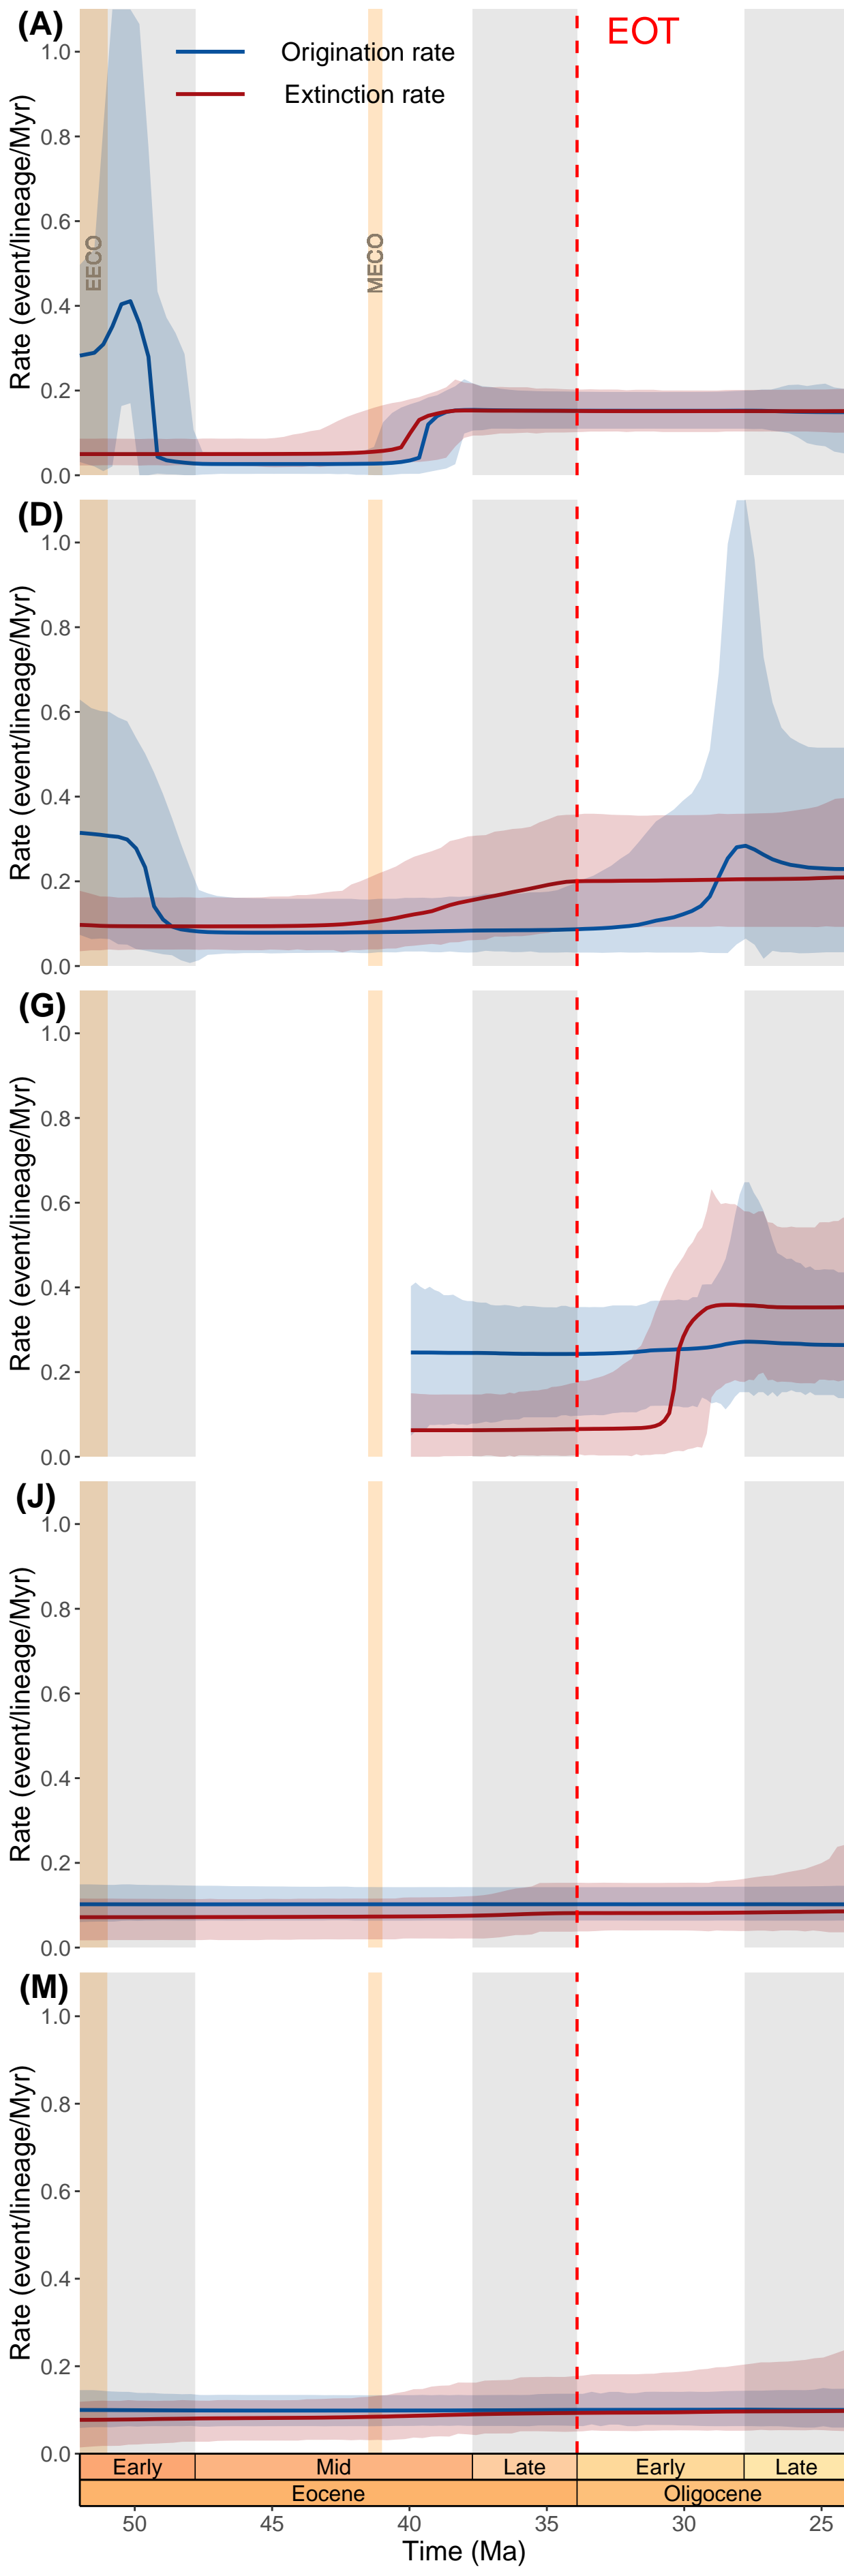 (A)
EOT
Origination rate
Extinction rate
EECO
MECO
Rate (event/lineage/Myr)
1.0
0.8
0.6
0.4
0.2
0.0
(D)
Rate (event/lineage/Myr)
1.0
0.8
0.6
0.4
0.2
0.0
(G)
Rate (event/lineage/Myr)
1.0
0.8
0.6
0.4
0.2
0.0
(J)
Rate (event/lineage/Myr)
1.0
0.8
0.6
0.4
0.2
0.0
(M)
Rate (event/lineage/Myr)
1.0
0.8
0.6
0.4
0.2
0.0
Early Mid Late Early Late
Eocene Oligocene
50 45 40 35 30 25
Time (Ma)